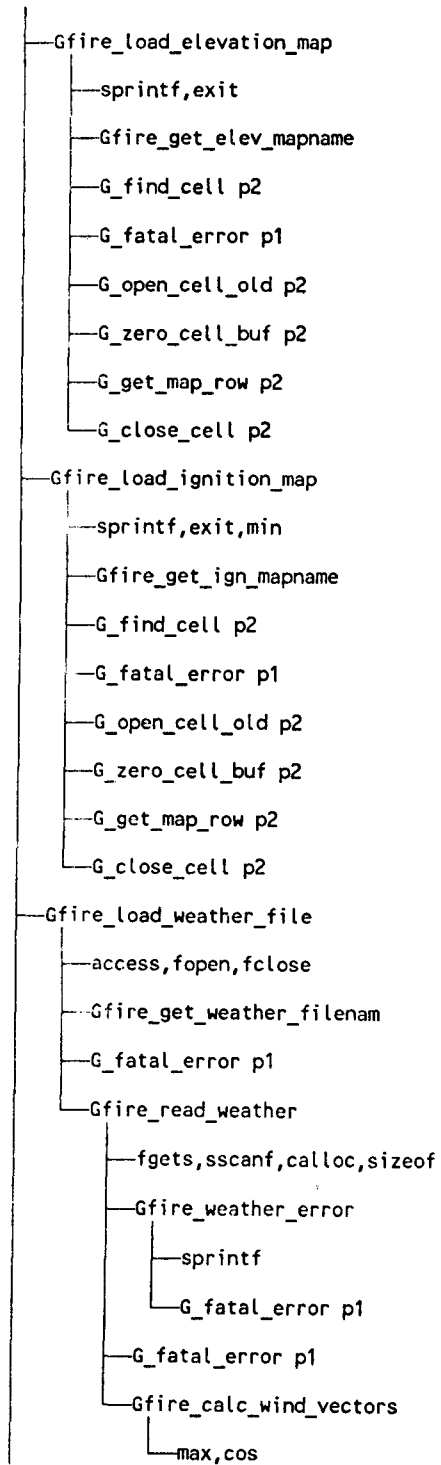 Gfire_load_elevation_map
sprintf,exit
Gfire_get_elev_mapname
G_find_cell p2
G_fatal_error p1
G_open_cell_old p2
G_zero_cell_buf p2
G_get_map_row p2
G_close_cell p2
Gfire_load_ignition_map
sprintf,exit,min
Gfire_get_ign_mapname
G_find_cell p2
G_fatal_error p1
G_open_cell_old p2
G_zero_cell_buf p2
G_get_map_row p2
G_close_cell p2
Gfire_load_weather_file
access,fopen,fclose
Gfire_get_weather_filenam
G_fatal_error p1
Gfire_read_weather
fgets,sscanf,calloc,sizeof
Gfire_weather_error
sprintf
G_fatal_error p1
G_fatal_error p1
Gfire_calc_wind_vectors
max,cos